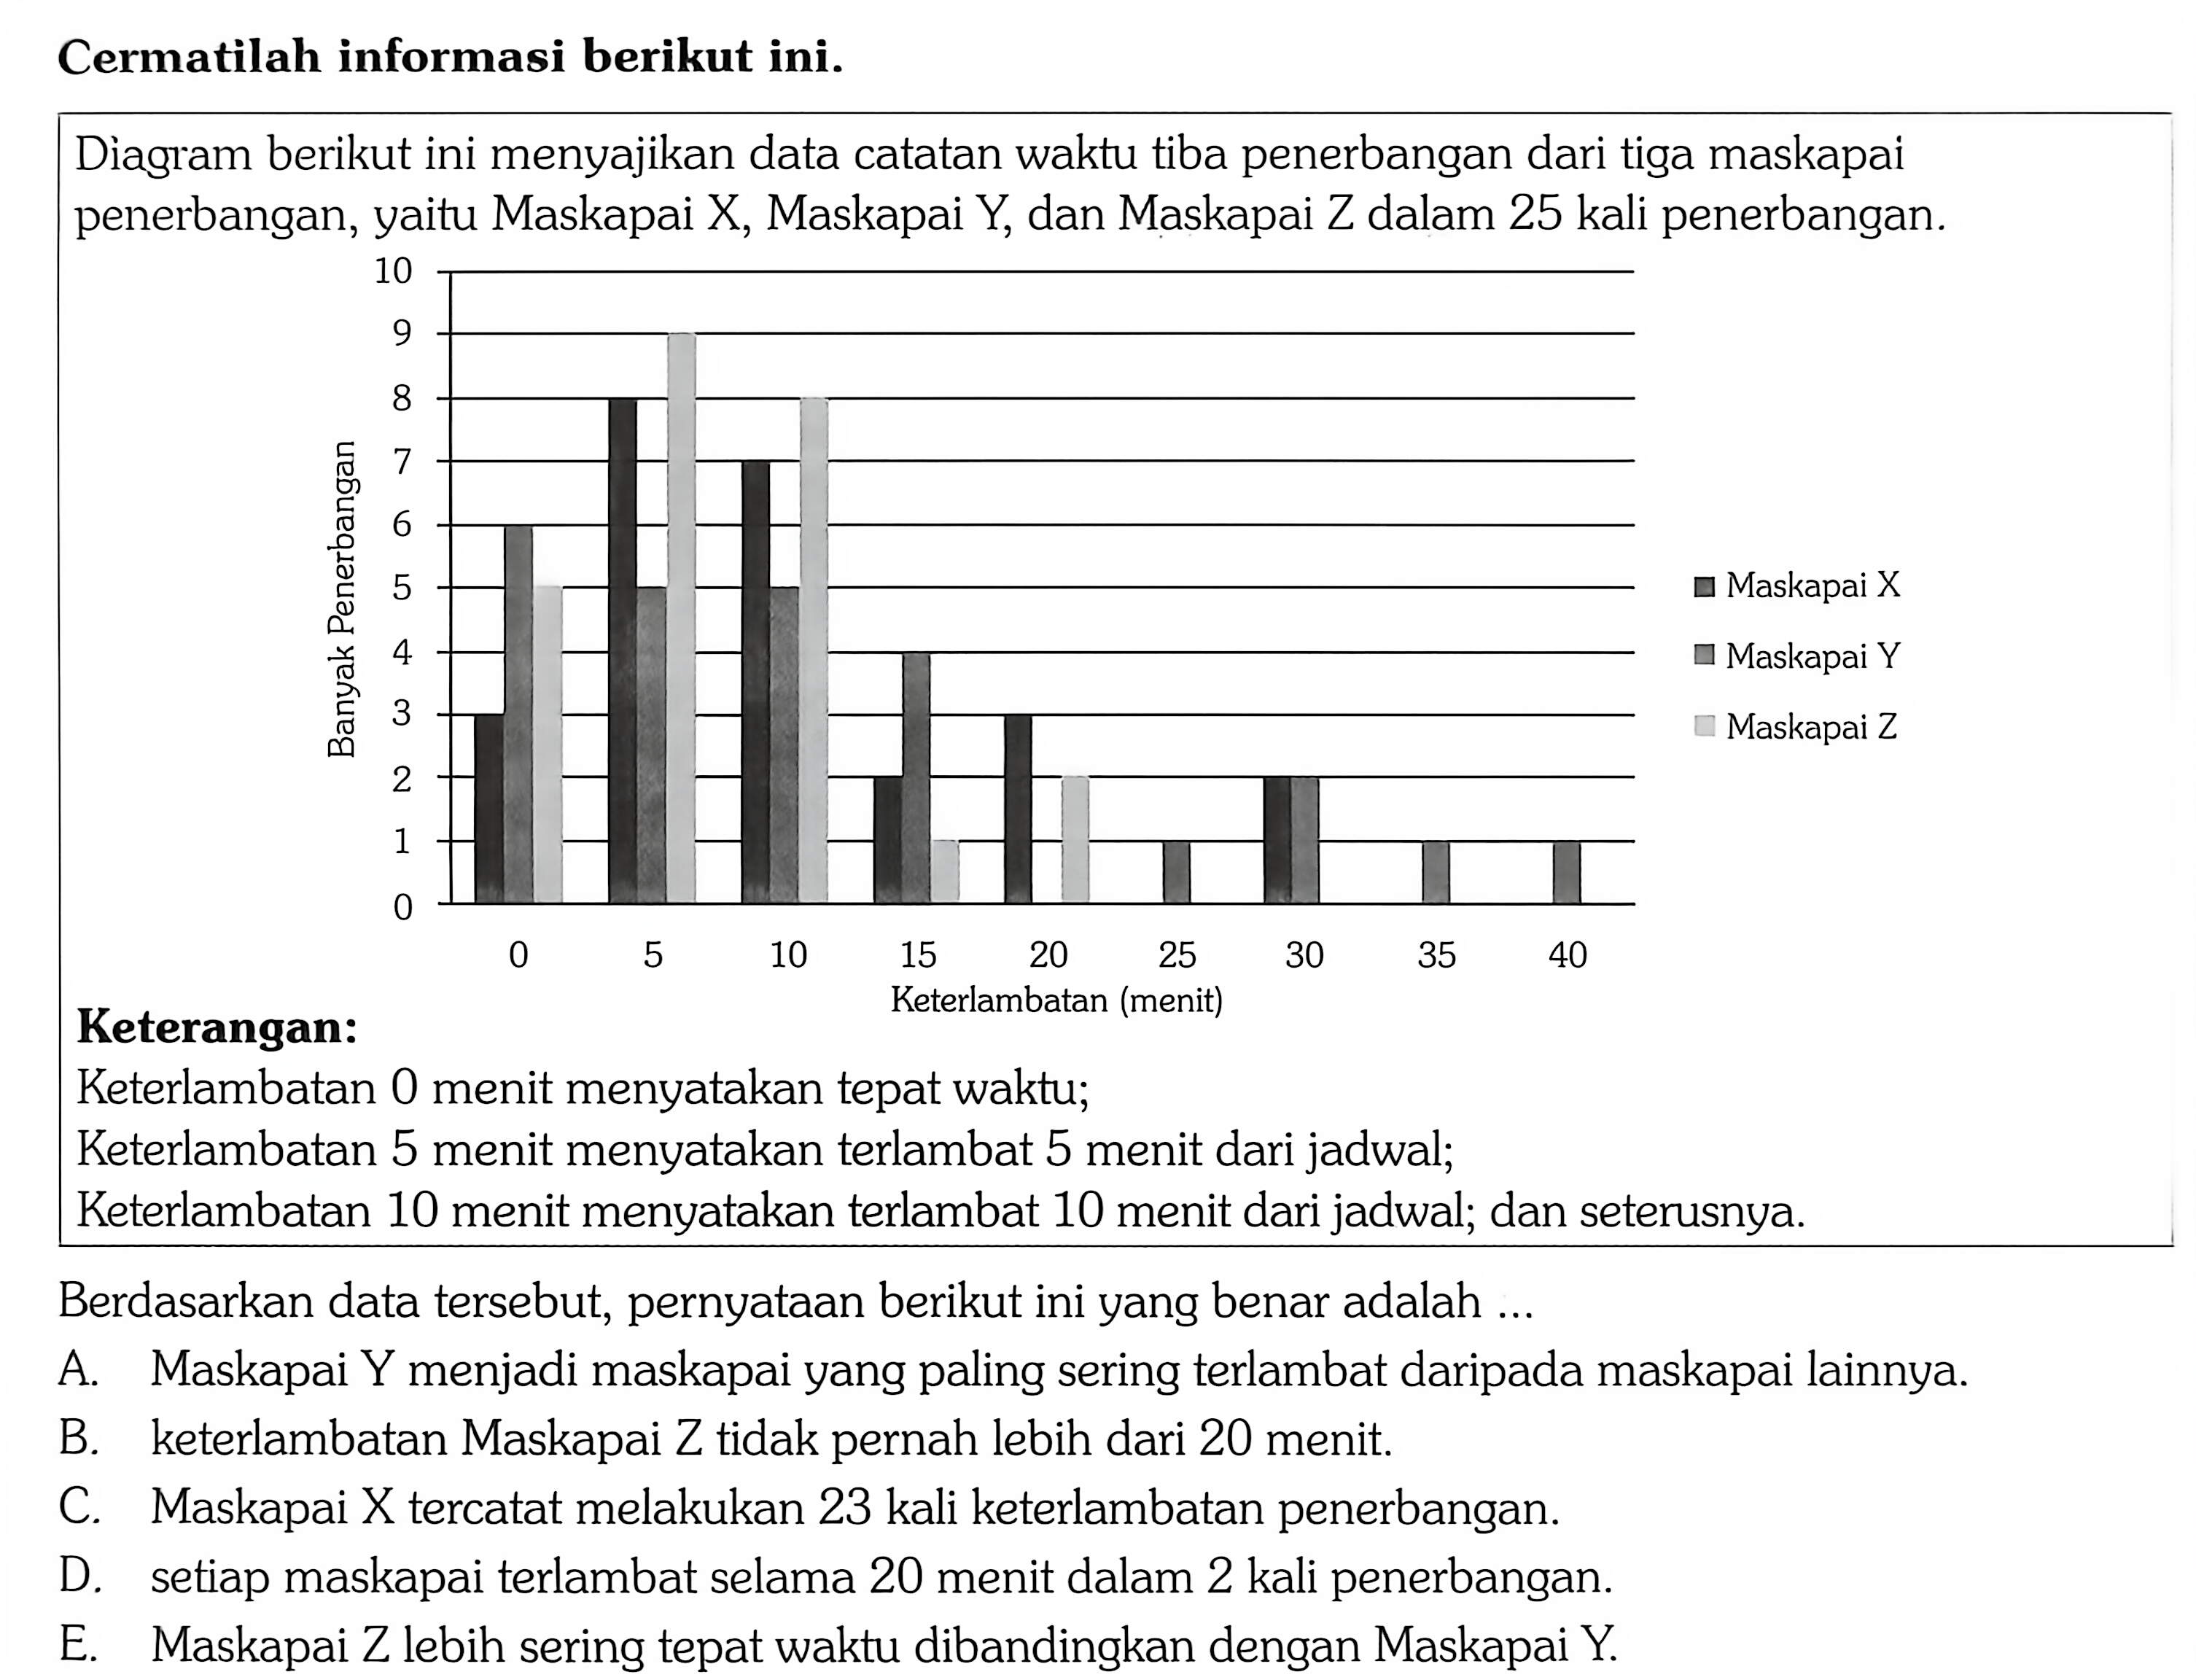 Cermatilah informasi berikut ini.
Diagram berikut ini menyajikan data catatan waktu tiba penerbangan dari tiga maskapai
penerbangan, yaitu Maskapai X, Maskapai Y, dan Maskapai Z dalam 25 kali penerbangan.
10
9
8
7
6
5
4
3
2
1
0
Banyak Penerbangan
Maskapai X
Maskapai Y
Maskapai Z
0 5 10 15 20 25 30 35 40
Keterlambatan (menit)
Keterangan:
Keterlambatan 0 menit menyatakan tepat waktu;
Keterlambatan 5 menit menyatakan terlambat 5 menit dari jadwal;
Keterlambatan 10 menit menyatakan terlambat 10 menit dari jadwal; dan seterusnya.
Berdasarkan data tersebut, pernyataan berikut ini yang benar adalah ...
A. Maskapai Y menjadi maskapai yang paling sering terlambat daripada maskapai lainnya.
B. keterlambatan Maskapai Z tidak pernah lebih dari 20 menit.
C. Maskapai X tercatat melakukan 23 kali keterlambatan penerbangan.
D. setiap maskapai terlambat selama 20 menit dalam 2 kali penerbangan.
E. Maskapai Z lebih sering tepat waktu dibandingkan dengan Maskapai Y.